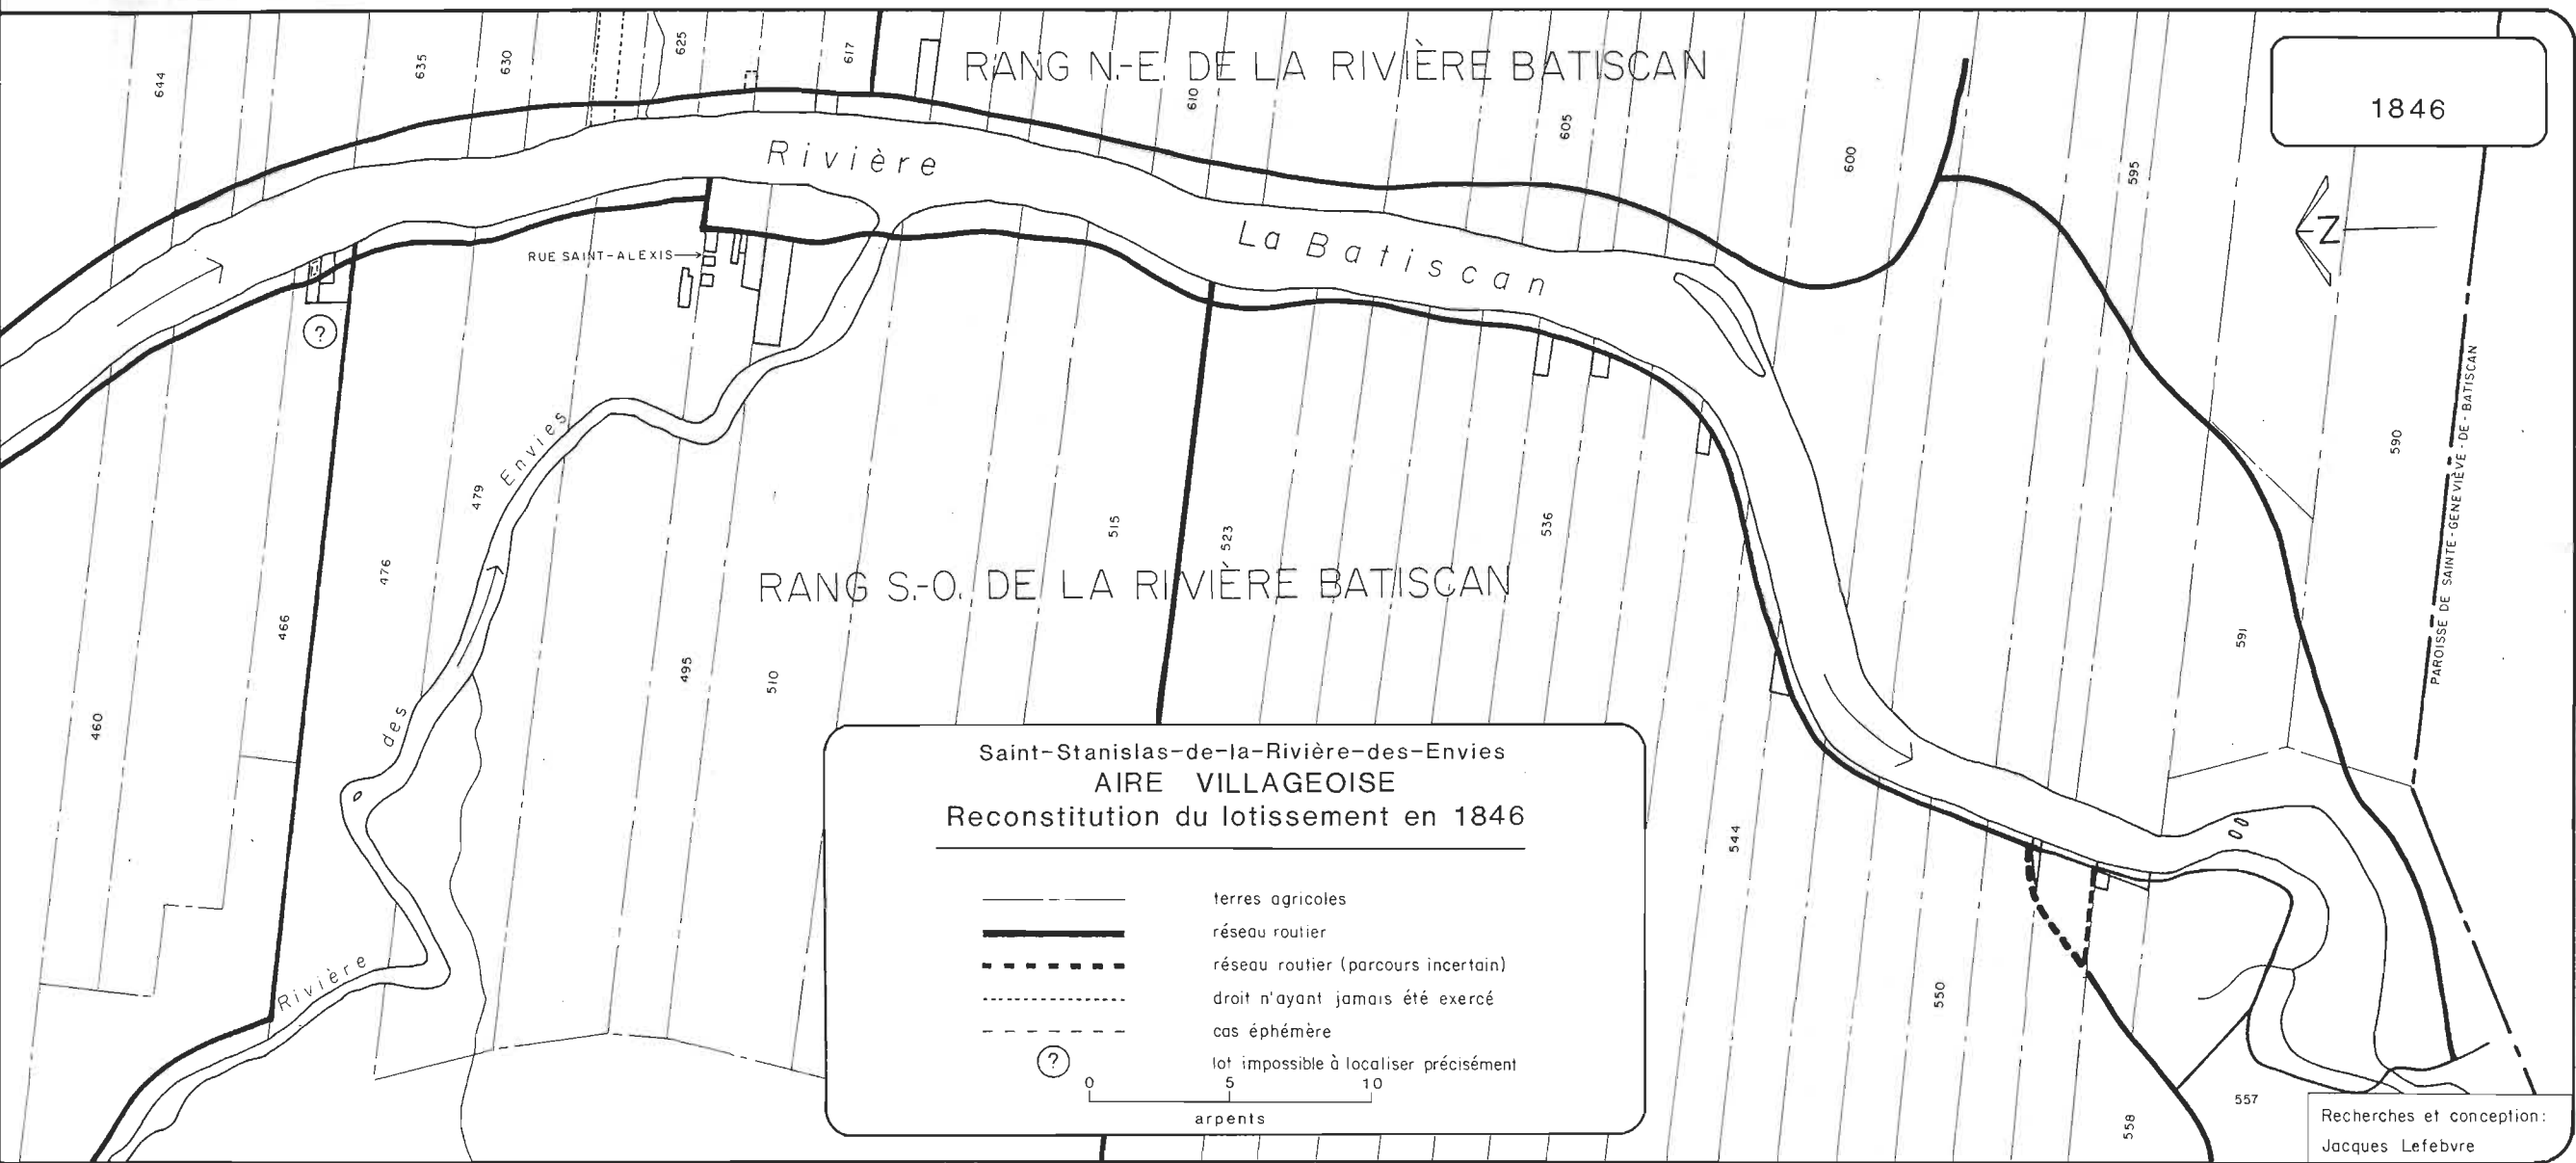 644
635
630
625
617
RANG N.-E. DE LA RIVIÈRE BATISCAN
610
605
600
595
1846
Z
Rivière
La Batiscan
RUE SAINT-ALEXIS
?
590
PAROISSE DE SAINTE-GENEVIÈVE-DE-BATISCAN
460
466
476
479
Rivière des Envies
495
510
515
523
536
RANG S.-O. DE LA RIVIÈRE BATISCAN
591
544
550
558
557
Saint-Stanislas-de-la-Rivière-des-Envies
AIRE VILLAGEOISE
Reconstitution du lotissement en 1846
terres agricoles
réseau routier
réseau routier (parcours incertain)
droit n'ayant jamais été exercé
cas éphémère
? lot impossible à localiser précisément
0 5 10
arpents
Recherches et conception:
Jacques Lefebvre